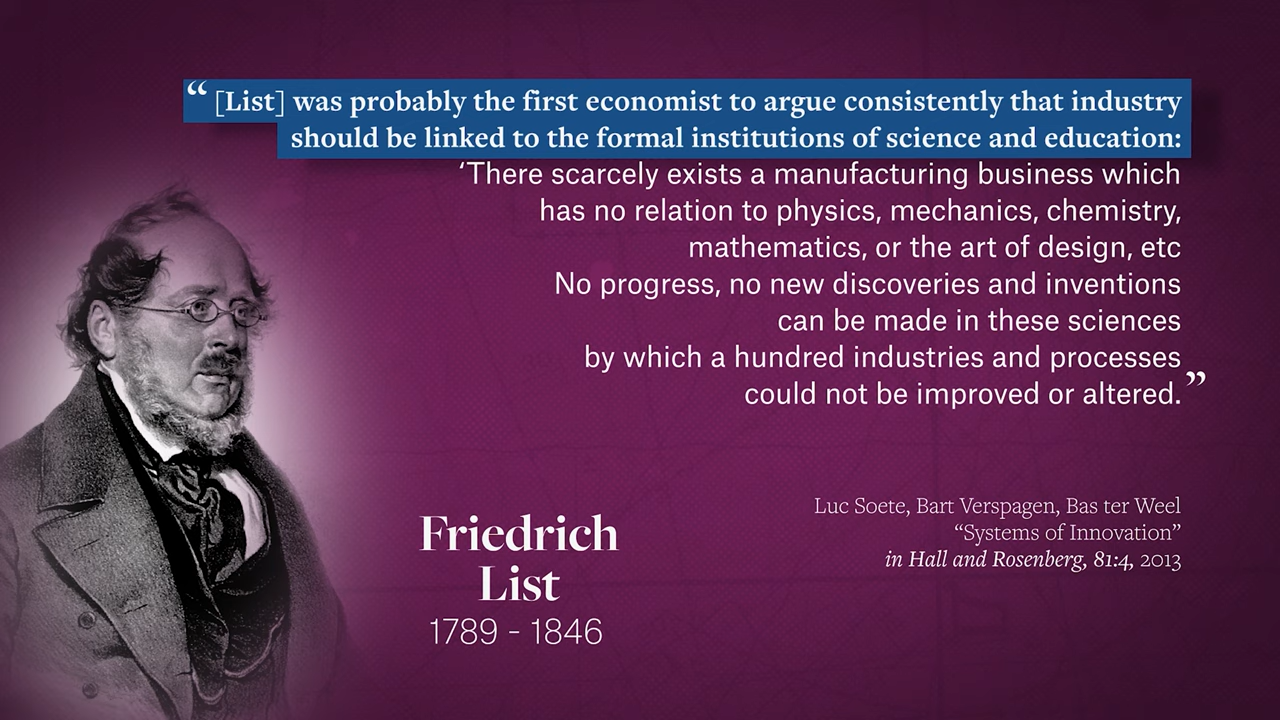 “[List] was probably the first economist to argue consistently that industry
should be linked to the formal institutions of science and education:
‘There scarcely exists a manufacturing business which
has no relation to physics, mechanics, chemistry,
mathematics, or the art of design, etc
No progress, no new discoveries and inventions
can be made in these sciences
by which a hundred industries and processes
could not be improved or altered.”
Luc Soete, Bart Verspagen, Bas ter Weel
“Systems of Innovation”
in Hall and Rosenberg, 81:4, 2013
Friedrich
List
1789 - 1846